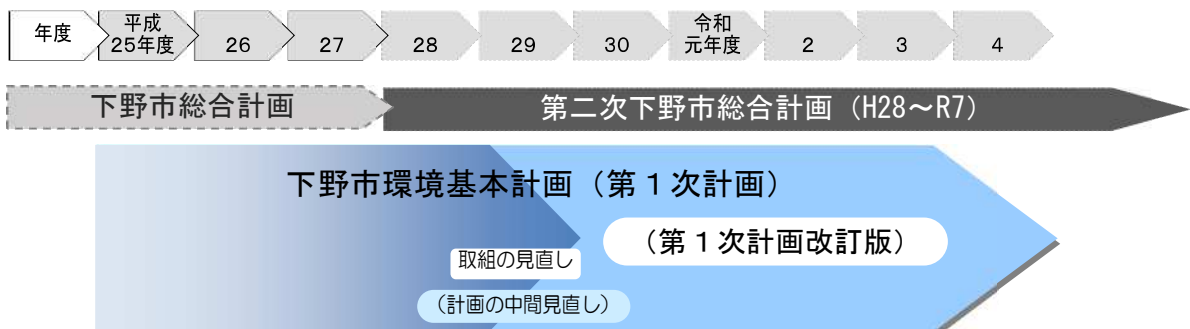 年度
平成
25年度
26
27
28
29
30
令和
元年度
2
3
4
下野市総合計画
第二次下野市総合計画（H28～R7）
下野市環境基本計画（第１次計画）
（第１次計画改訂版）
取組の見直し
（計画の中間見直し）